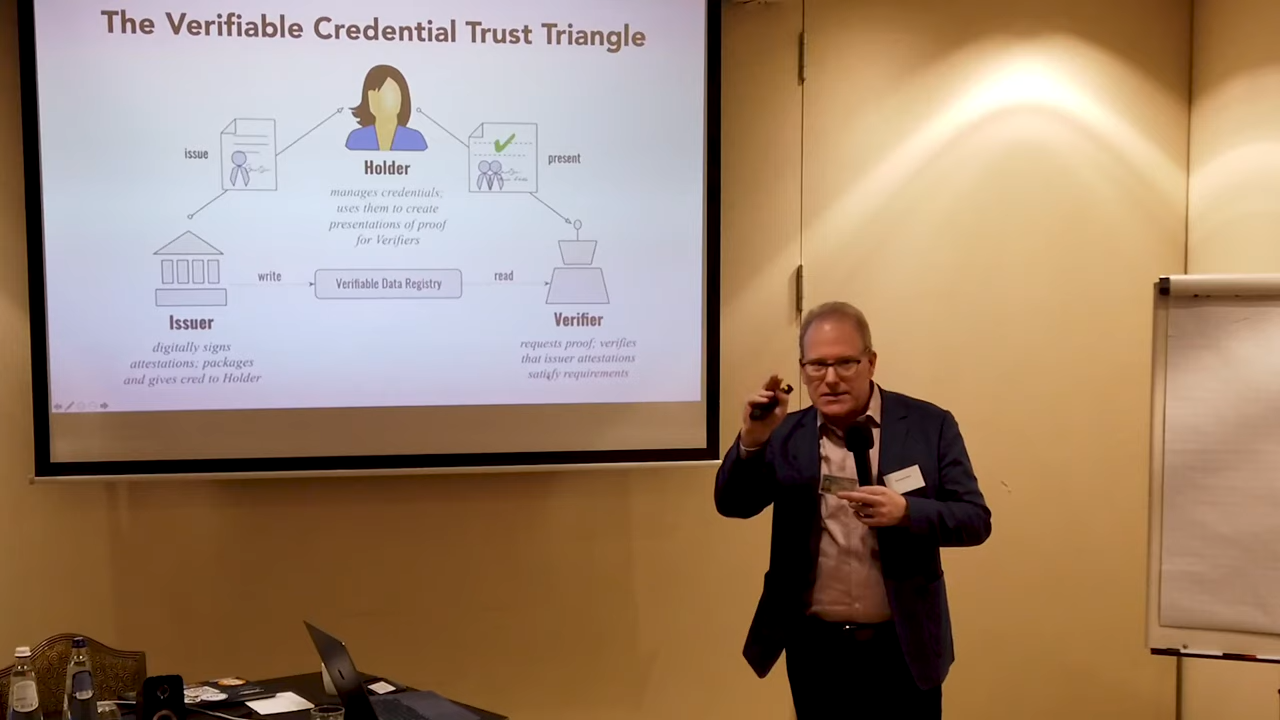 The Verifiable Credential Trust Triangle
issue
present
Holder
manages credentials;
uses them to create
presentations of proof
for Verifiers
write
Verifiable Data Registry
read
Issuer
digitally signs
attestations; packages
and gives cred to Holder
Verifier
requests proof; verifies
that issuer attestations
satisfy requirements